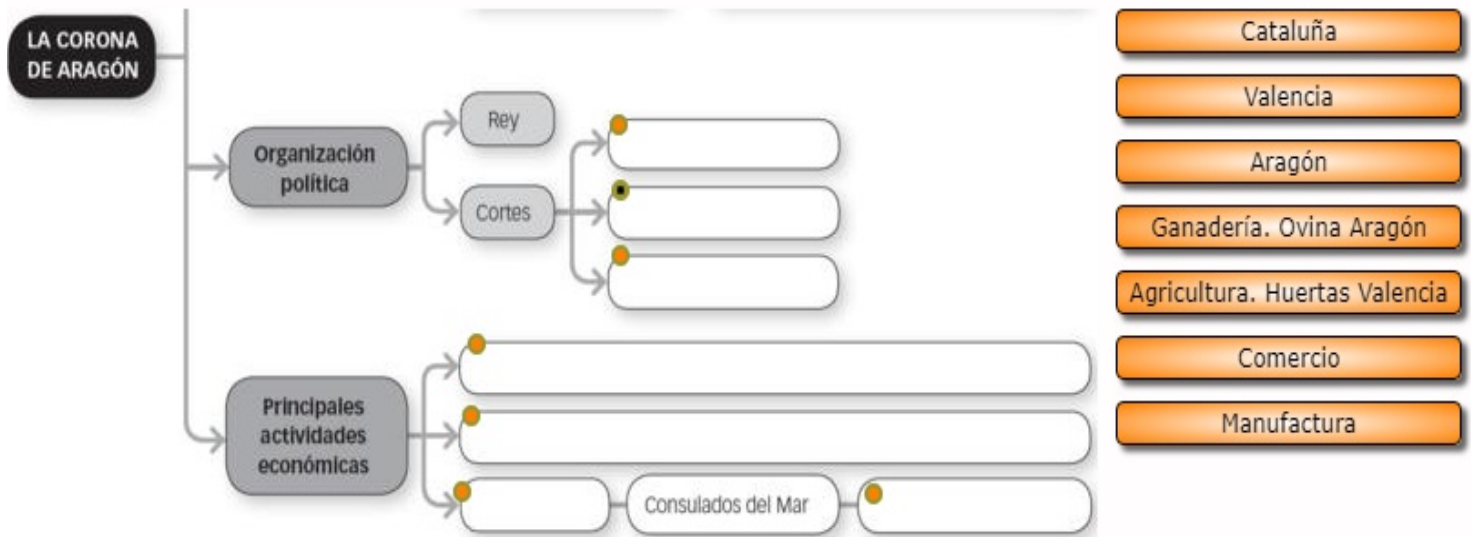 LA CORONA
DE ARAGÓN
Organización
política
Rey
Cortes
Principales
actividades
económicas
Consulados del Mar
Cataluña
Valencia
Aragón
Ganadería. Ovina Aragón
Agricultura. Huertas Valencia
Comercio
Manufactura